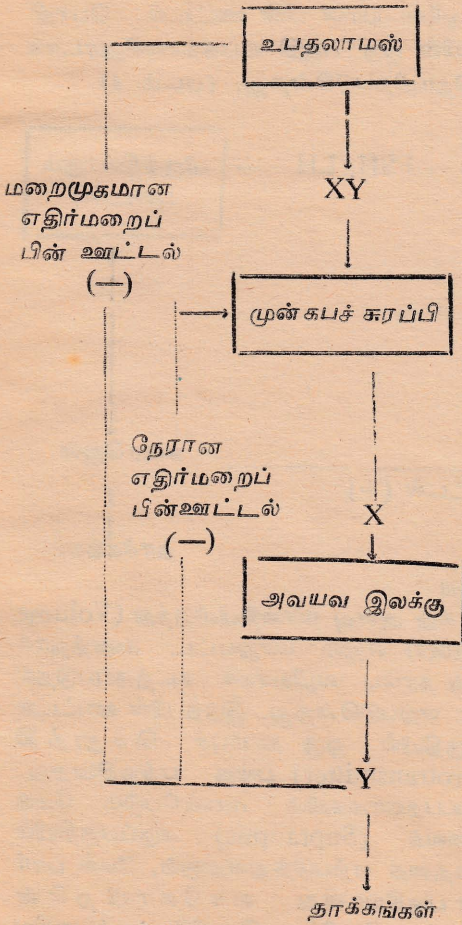 உபதலாமஸ்
XY
மறைமுகமான
எதிர்மறைப்
பின் ஊட்டல்
(—)
முன்கபச் சுரப்பி
நேரான
எதிர்மறைப்
பின்ஊட்டல்
(—)
X
அவயவ இலக்கு
Y
தாக்கங்கள்